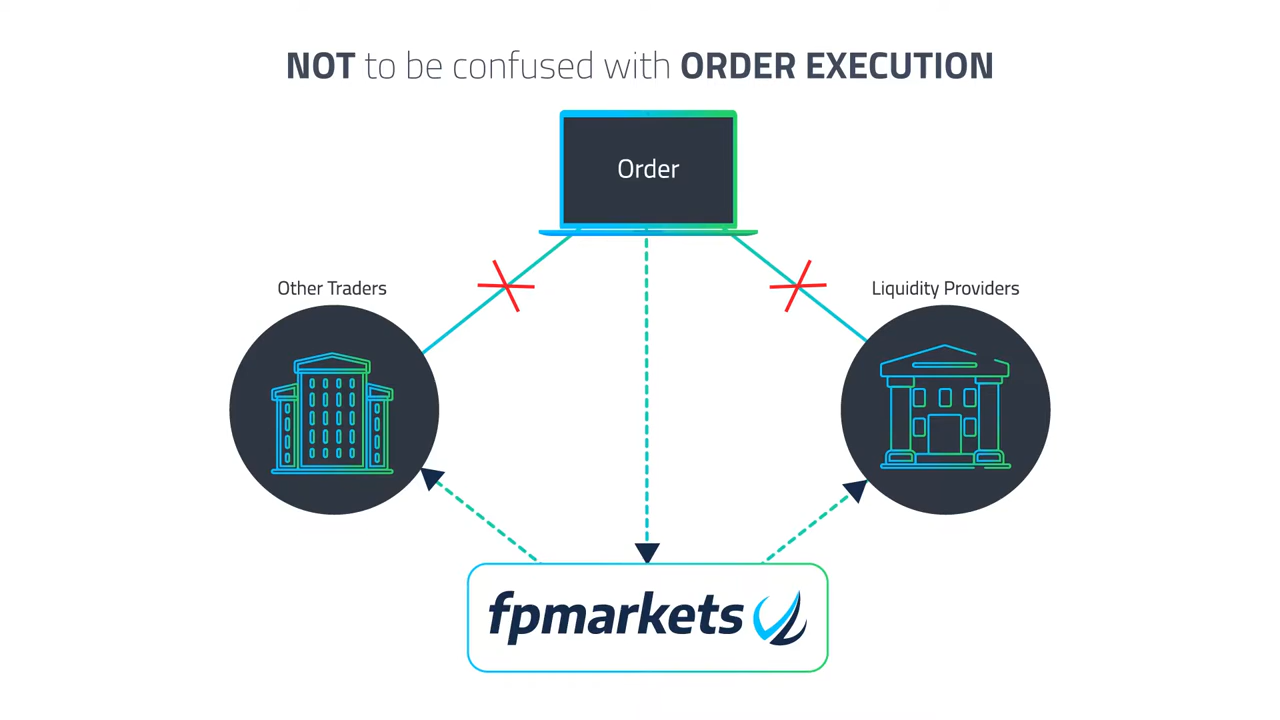 NOT to be confused with ORDER EXECUTION
Order
Other Traders
Liquidity Providers
fpmarkets